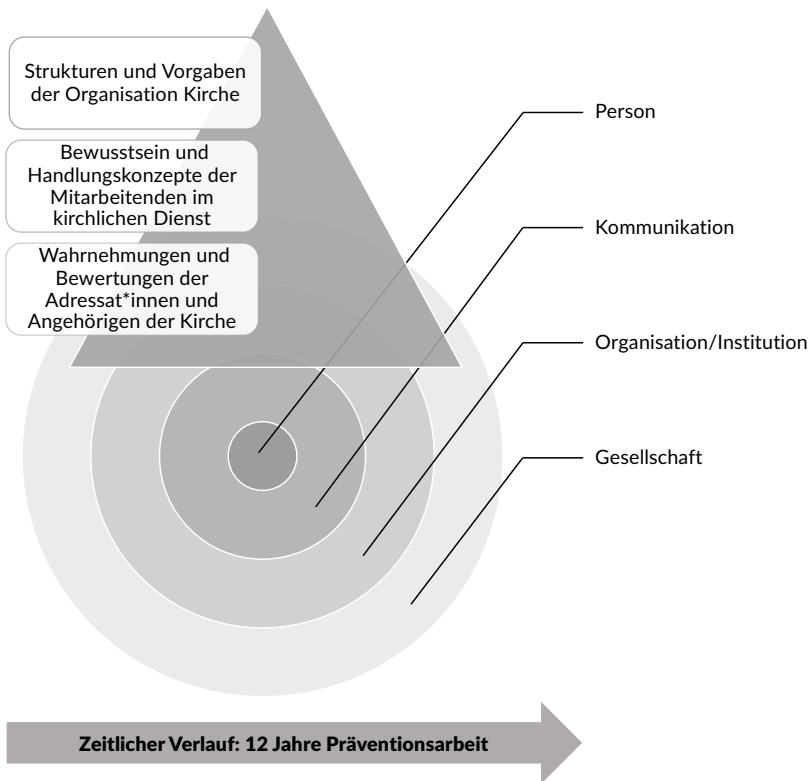 Strukturen und Vorgaben
der Organisation Kirche
Bewusstsein und
Handlungskonzepte der
Mitarbeitenden im
kirchlichen Dienst
Wahrnehmungen und
Bewertungen der
Adressat*innen und
Angehörigen der Kirche
Person
Kommunikation
Organisation/Institution
Gesellschaft
Zeitlicher Verlauf: 12 Jahre Präventionsarbeit